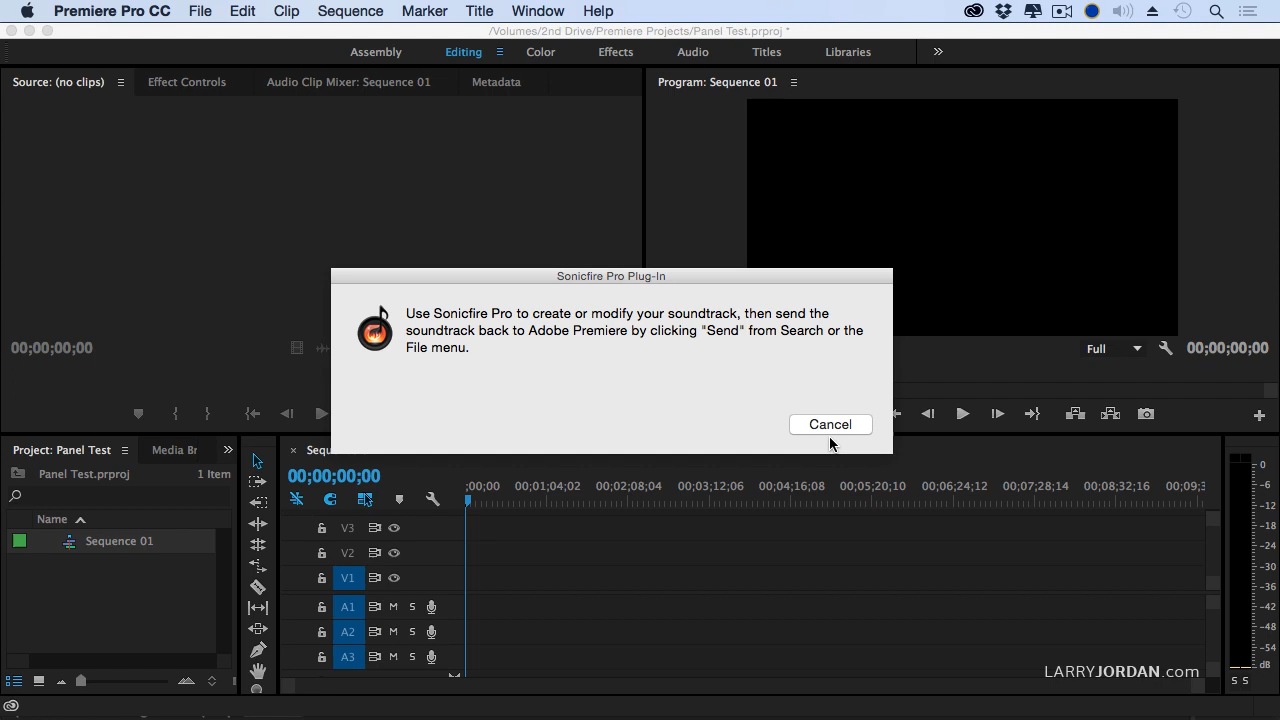 Premiere Pro CC File Edit Clip Sequence Marker Title Window Help
/Volumes/2nd Drive/Premiere Projects/Panel Test.prproj *
Assembly Editing Color Effects Audio Titles Libraries
Source: (no clips) Effect Controls Audio Clip Mixer: Sequence 01 Metadata
Program: Sequence 01
Sonicfire Pro Plug-In
Use Sonicfire Pro to create or modify your soundtrack, then send the
soundtrack back to Adobe Premiere by clicking "Send" from Search or the
File menu.
Cancel
00;00;00;00
Full 00;00;00;00
Project: Panel Test Media Br
Panel Test.prproj 1 Item
Name
Sequence 01
× Sequ
00;00;00;00
;00;00 00;01;04;02 00;02;08;04 00;03;12;06 00;04;16;08 00;05;20;10 00;06;24;12 00;07;28;14 00;08;32;16 00;09;3
V3
V2
V1
A1 M S
A2 M S
A3 M S
0
-6
-12
-18
-24
-30
-36
-42
-48
-54
dB
S S
LARRYJORDAN.com